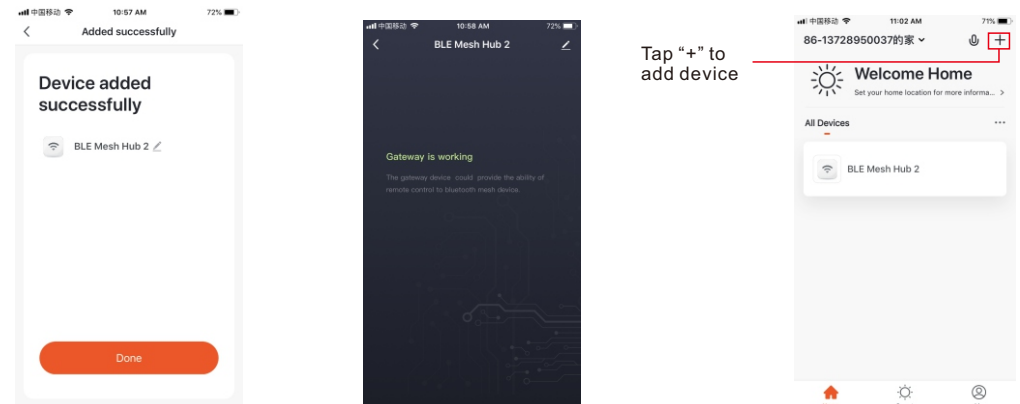 中国移动 10:57 AM 72%
Added successfully
Device added
successfully
BLE Mesh Hub 2
Done
中国移动 10:58 AM 72%
BLE Mesh Hub 2
Gateway is working
The gateway device could provide the ability of
remote control to bluetooth mesh device.
Tap “+” to
add device
中国移动 11:02 AM 71%
86-13728950037的家
Welcome Home
Set your home location for more informa...
All Devices
BLE Mesh Hub 2